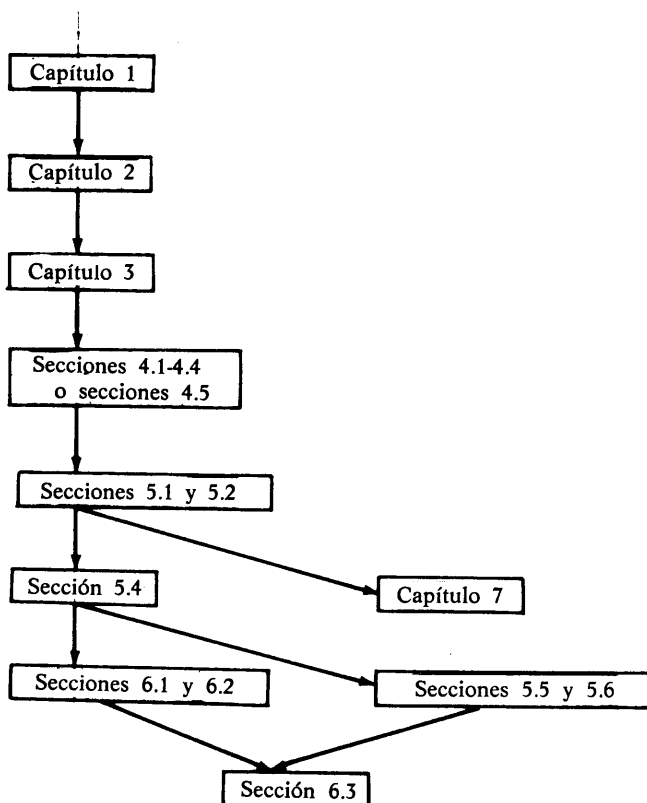 Capítulo 1
Capítulo 2
Capítulo 3
Secciones 4.1-4.4
o secciones 4.5
Secciones 5.1 y 5.2
Sección 5.4
Capítulo 7
Secciones 6.1 y 6.2
Secciones 5.5 y 5.6
Sección 6.3